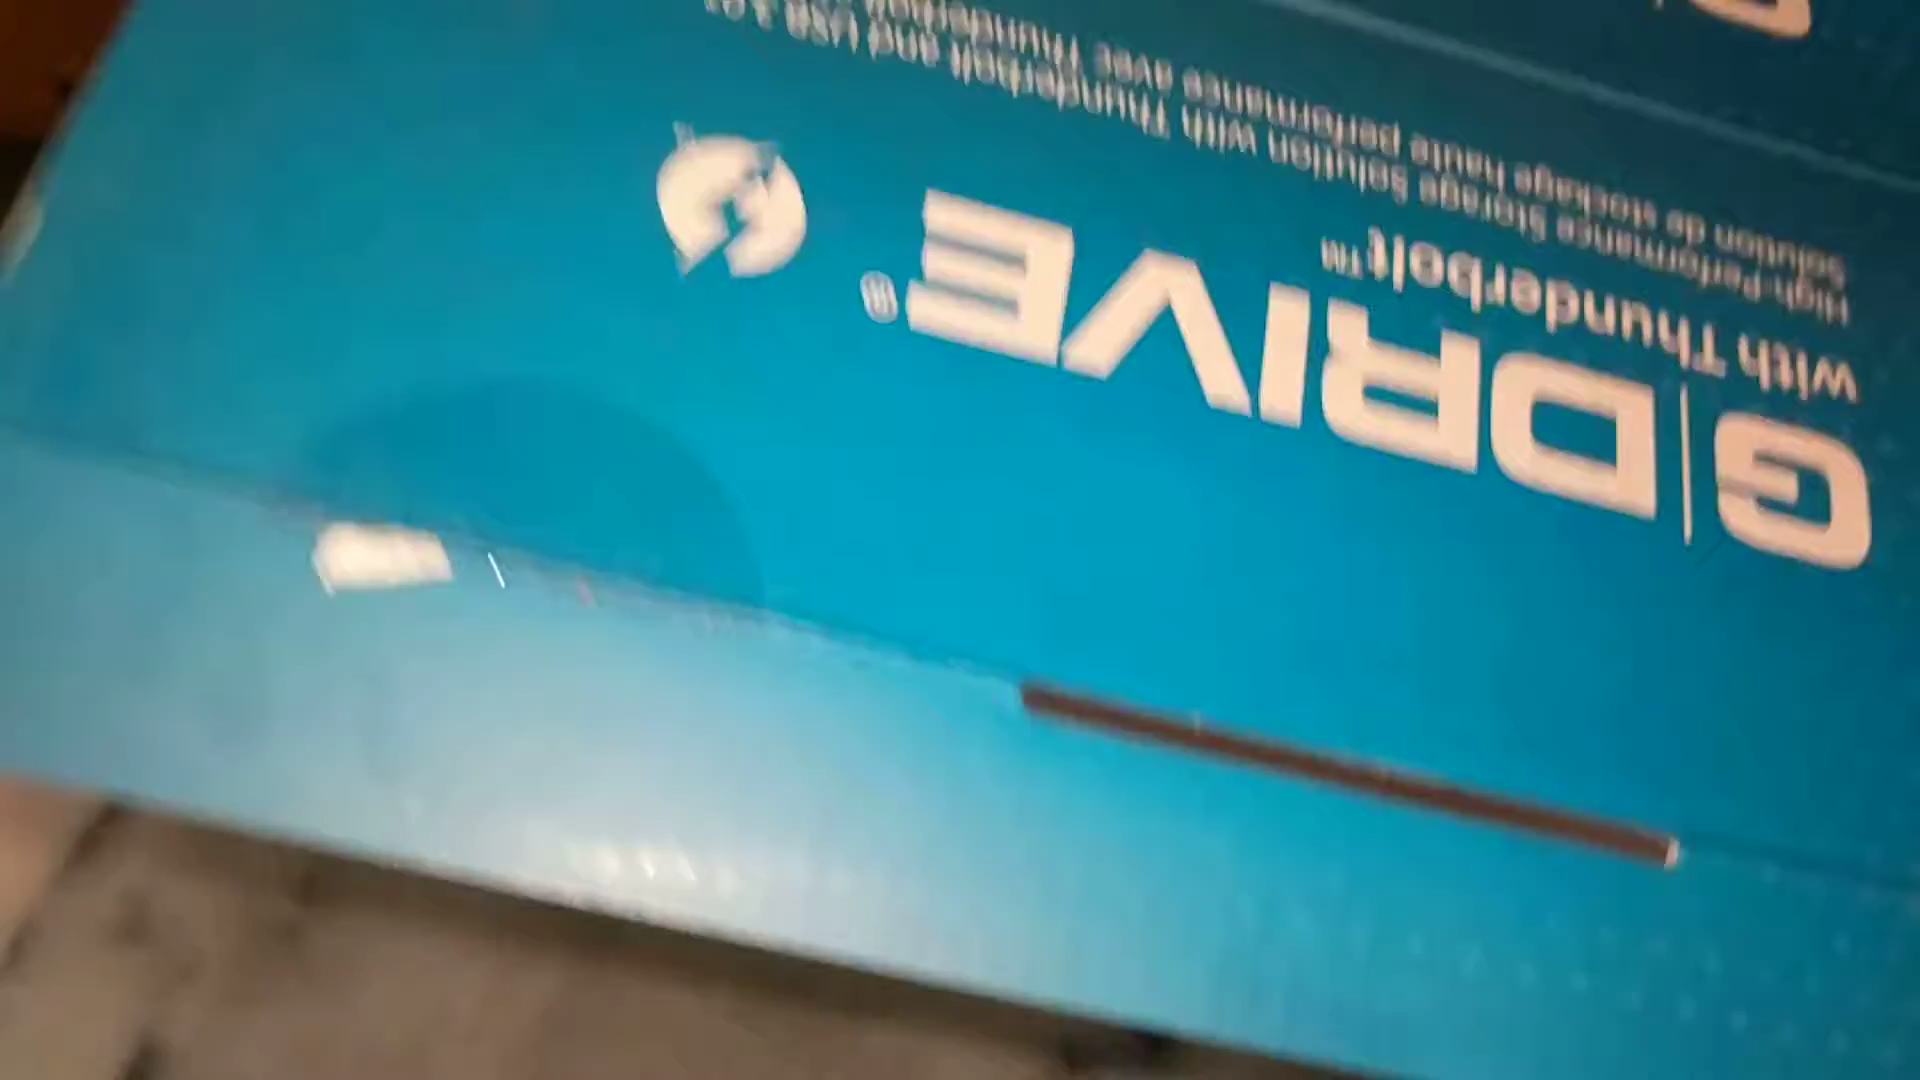 G|DRIVE®
with Thunderbolt™
High-Performance Storage Solution with Thunderbolt and USB 3.0
Solution de stockage haute performance avec Thunderbolt